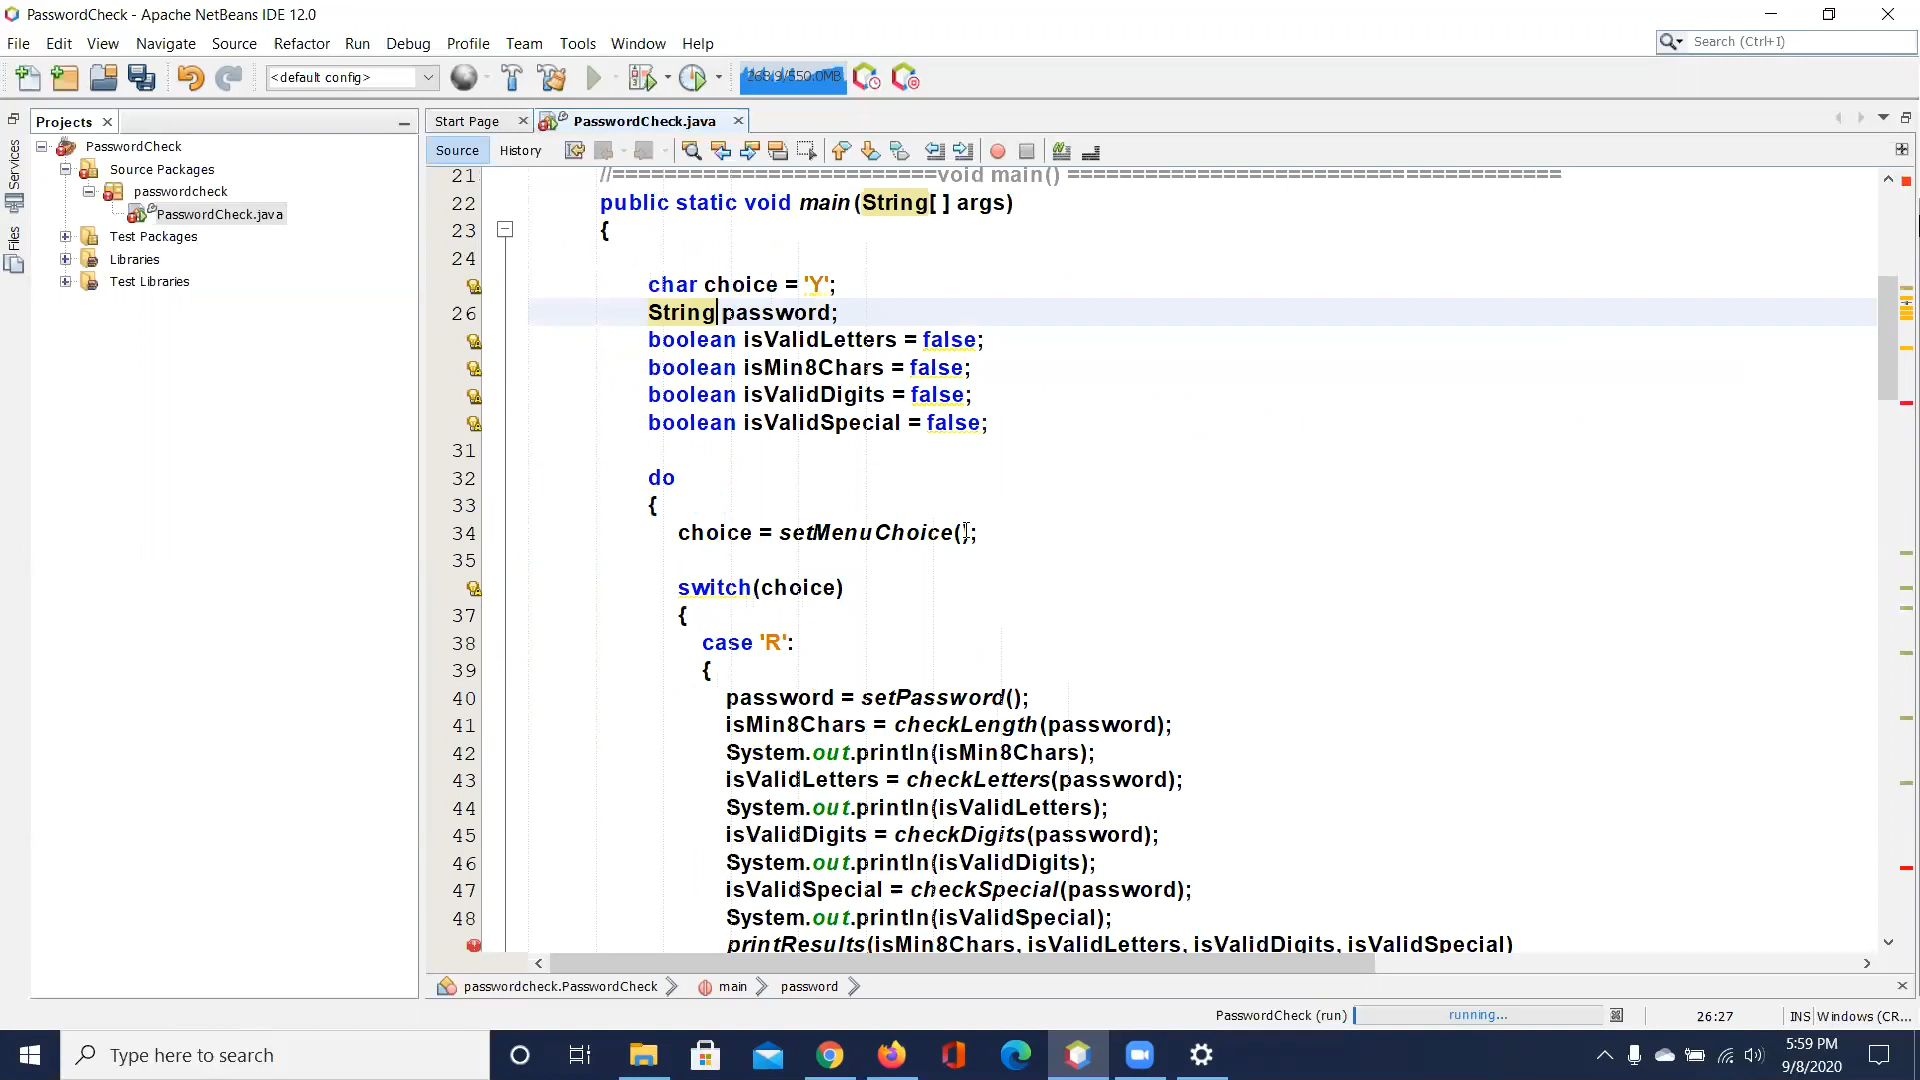 PasswordCheck - Apache NetBeans IDE 12.0
File Edit View Navigate Source Refactor Run Debug Profile Team Tools Window Help
Search (Ctrl+I)
<default config>
268.9/550.0MB
Projects
Start Page
PasswordCheck.java
Services
Files
PasswordCheck
Source Packages
passwordcheck
PasswordCheck.java
Test Packages
Libraries
Test Libraries
Source History
21 //=========================void main() ======================================
22 public static void main(String[ ] args)
23 {
24
char choice = 'Y';
26 String password;
boolean isValidLetters = false;
boolean isMin8Chars = false;
boolean isValidDigits = false;
boolean isValidSpecial = false;
31
32 do
33 {
34 choice = setMenuChoice();
35
switch(choice)
37 {
38 case 'R':
39 {
40 password = setPassword();
41 isMin8Chars = checkLength(password);
42 System.out.println(isMin8Chars);
43 isValidLetters = checkLetters(password);
44 System.out.println(isValidLetters);
45 isValidDigits = checkDigits(password);
46 System.out.println(isValidDigits);
47 isValidSpecial = checkSpecial(password);
48 System.out.println(isValidSpecial);
printResults(isMin8Chars, isValidLetters, isValidDigits, isValidSpecial)
passwordcheck.PasswordCheck main password
PasswordCheck (run) running... 26:27 INS Windows (CR...
Type here to search
5:59 PM
9/8/2020